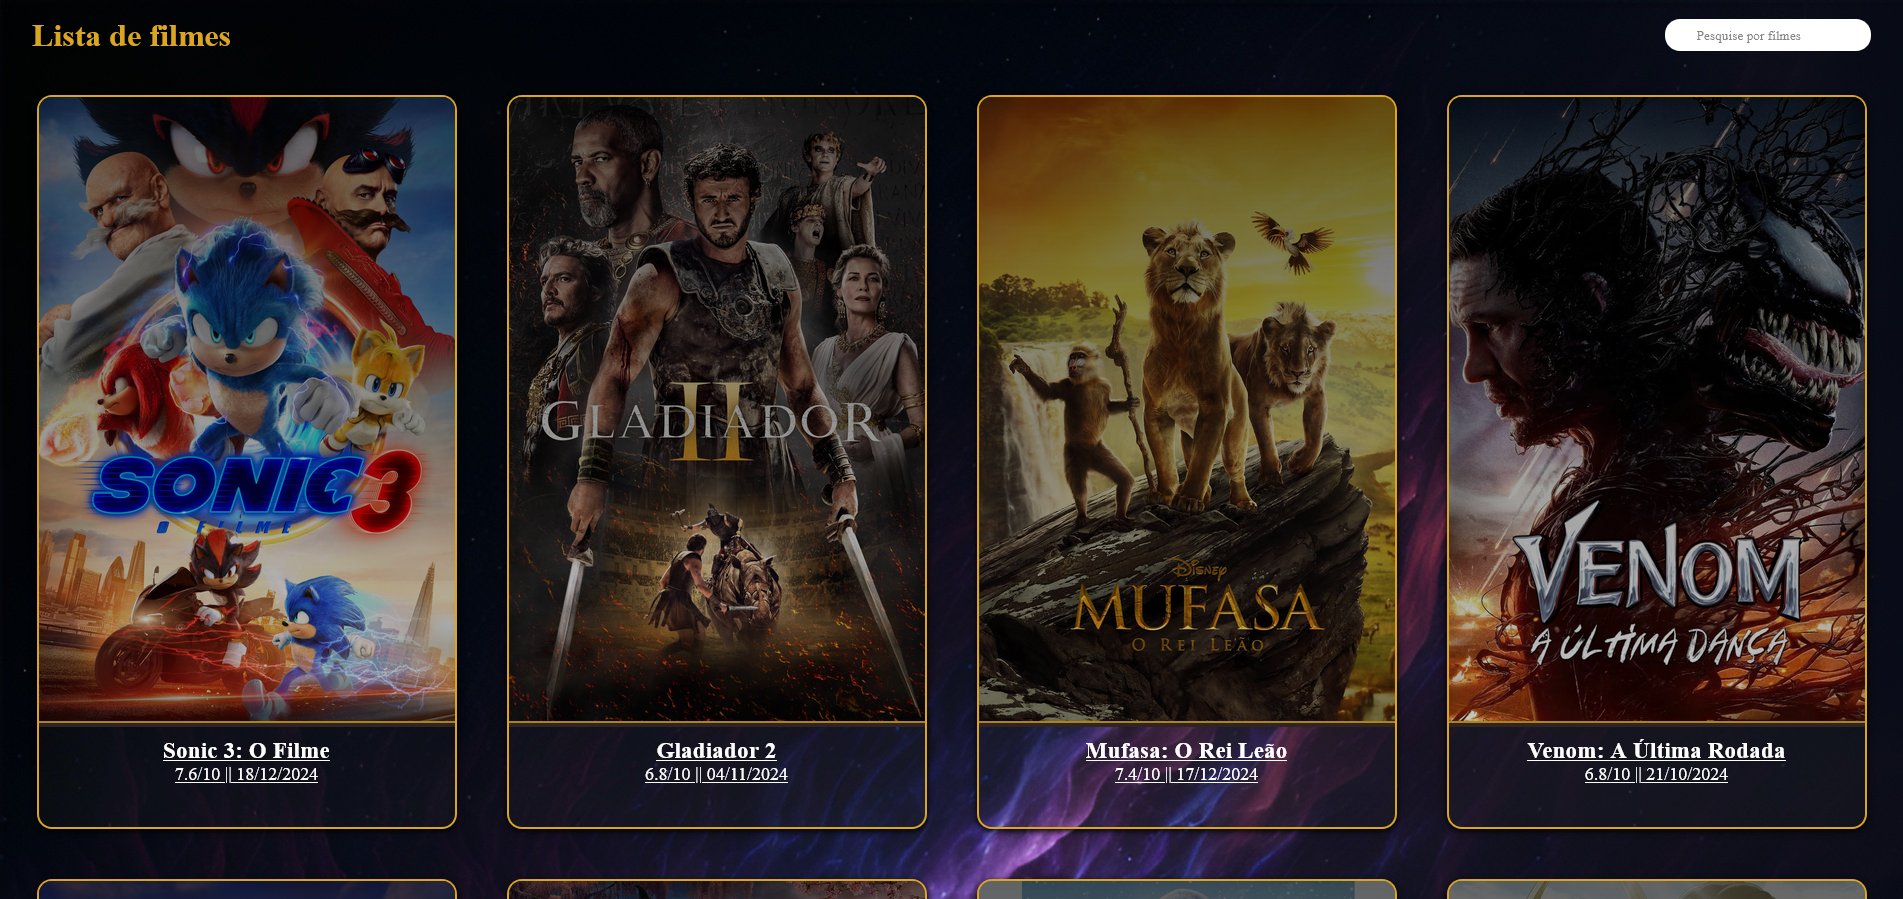 Lista de filmes
Pesquise por filmes
SONIC 3
O FILME
Sonic 3: O Filme
7.6/10 || 18/12/2024
II
GLADIADOR
Gladiador 2
6.8/10 || 04/11/2024
Disney
MUFASA
O REI LEÃO
Mufasa: O Rei Leão
7.4/10 || 17/12/2024
VENOM
A ÚLTIMA DANÇA
Venom: A Última Rodada
6.8/10 || 21/10/2024